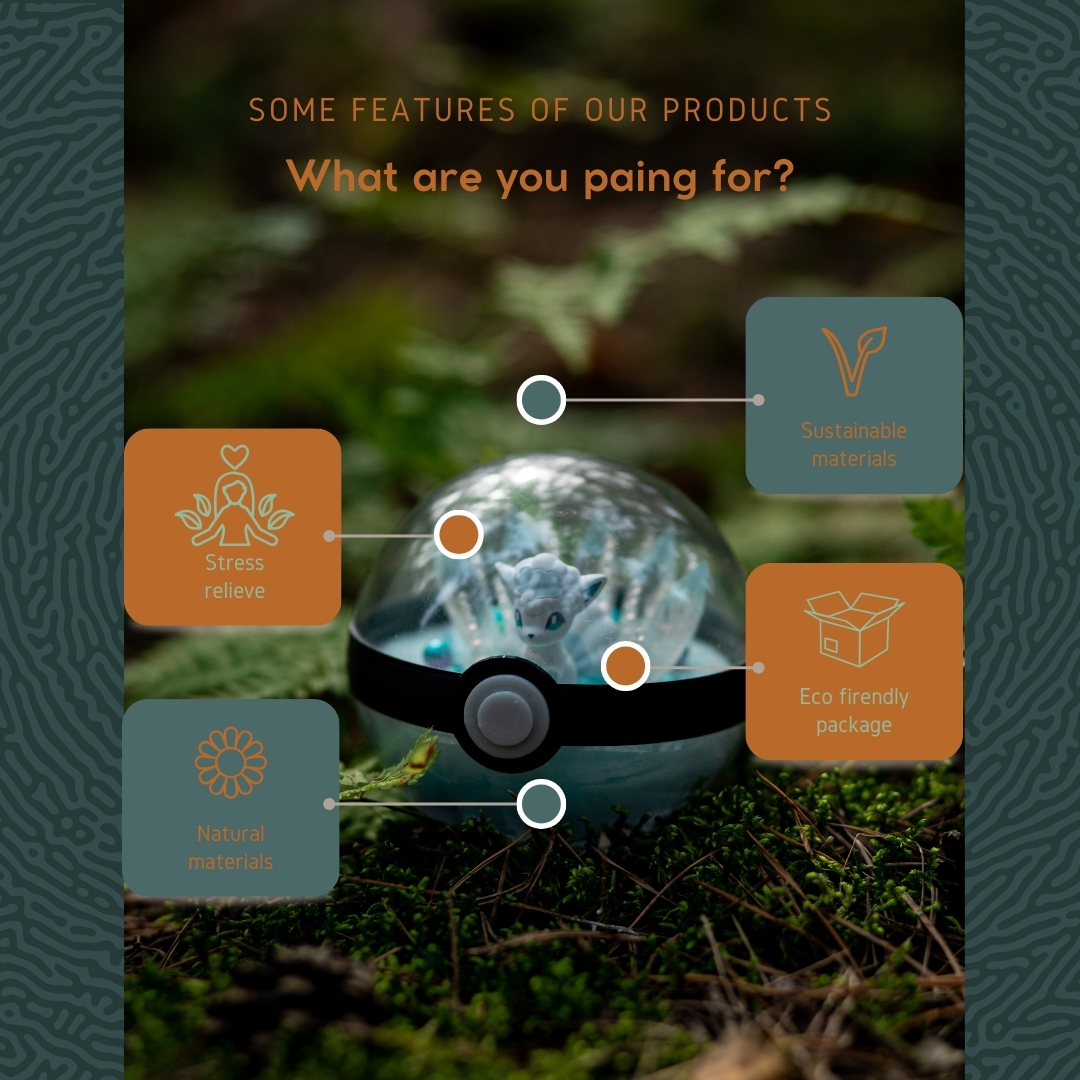 SOME FEATURES OF OUR PRODUCTS
What are you paing for?
Sustainable
materials
Stress
relieve
Eco firendly
package
Natural
materials